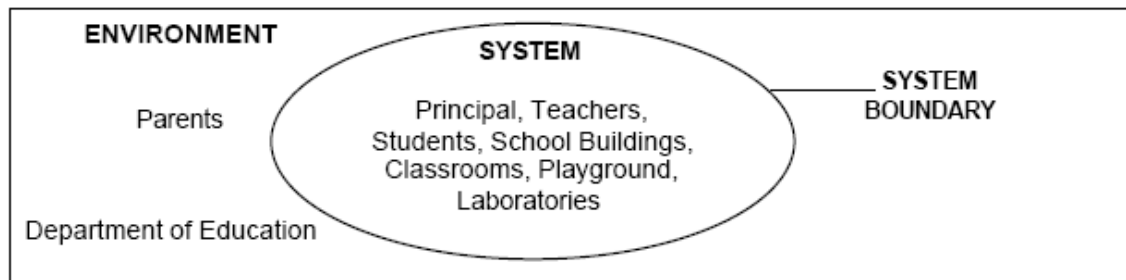 ENVIRONMENT
SYSTEM
SYSTEM
BOUNDARY
Parents
Principal, Teachers,
Students, School Buildings,
Classrooms, Playground,
Laboratories
Department of Education